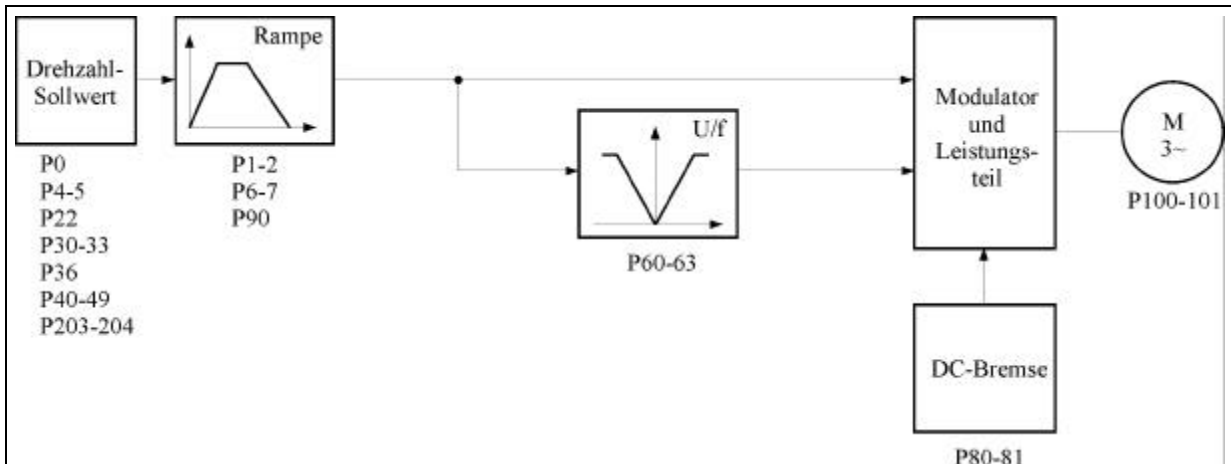 Drehzahl-
Sollwert
P0
P4-5
P22
P30-33
P36
P40-49
P203-204
Rampe
P1-2
P6-7
P90
U/f
P60-63
Modulator
und
Leistungs-
teil
M
3~
P100-101
DC-Bremse
P80-81